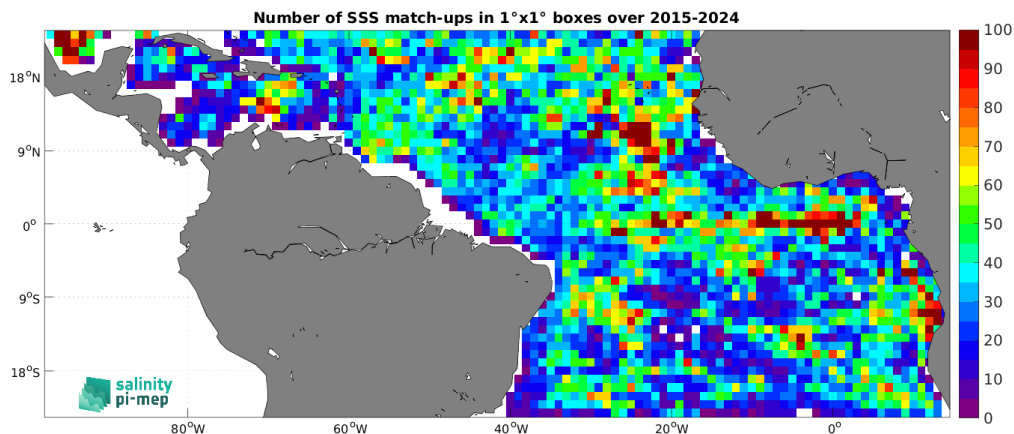 Number of SSS match-ups in 1°x1° boxes over 2015-2024
100
90
80
70
60
50
40
30
20
10
0
18°N
9°N
0°
9°S
18°S
80°W
60°W
40°W
20°W
0°
salinity
pi-mep